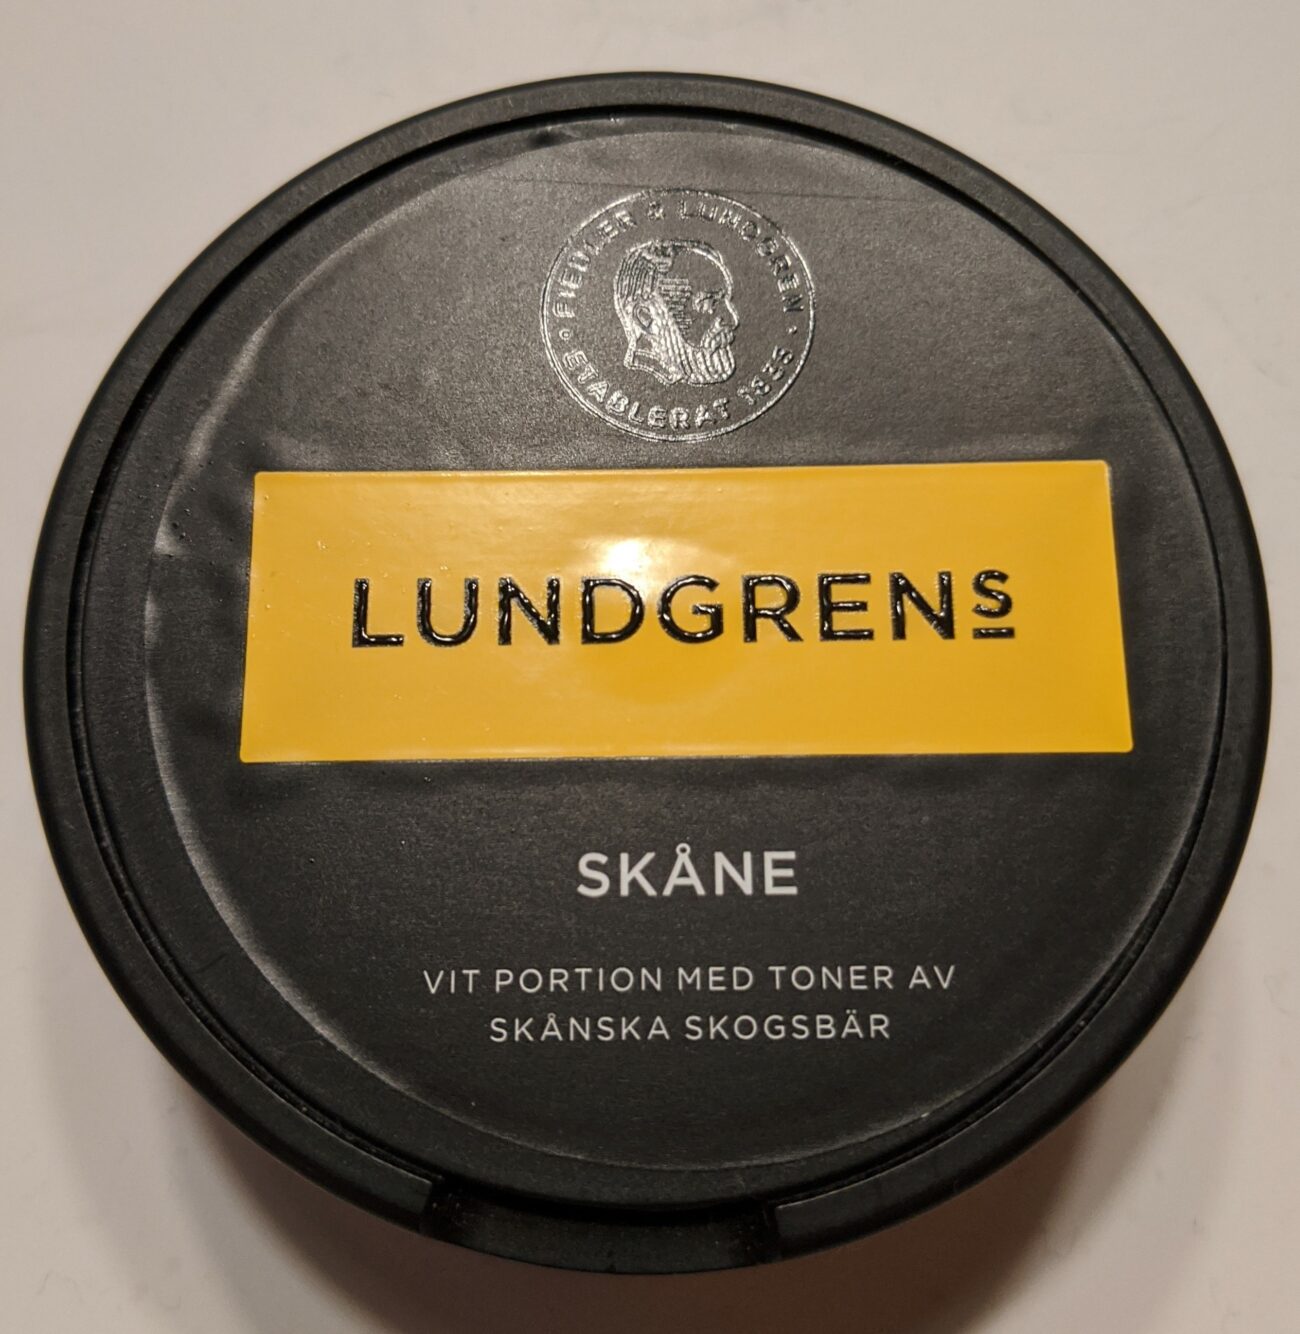 FIEDLER & LUNDGREN
ETABLERAT 1835
LUNDGRENS
SKÅNE
VIT PORTION MED TONER AV
SKÅNSKA SKOGSBÄR